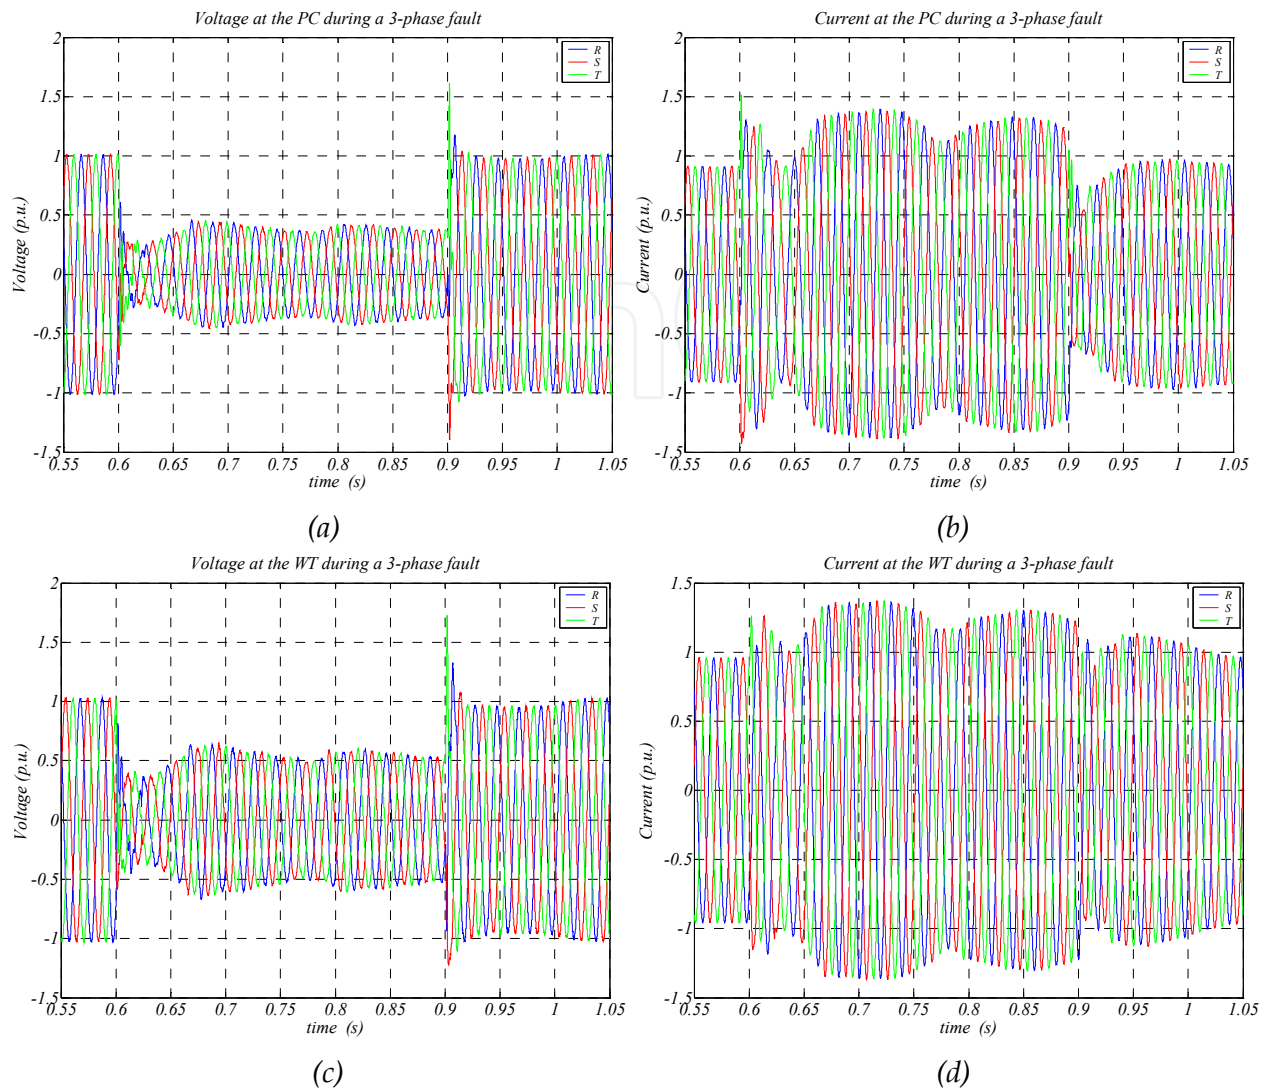 Voltage at the PC during a 3-phase fault
2
1.5
1
0.5
0
-0.5
-1
-1.5
Voltage (p.u.)
R
S
T
0.55 0.6 0.65 0.7 0.75 0.8 0.85 0.9 0.95 1 1.05
time (s)
(a)
Current at the PC during a 3-phase fault
2
1.5
1
0.5
0
-0.5
-1
-1.5
Current (p.u.)
R
S
T
0.55 0.6 0.65 0.7 0.75 0.8 0.85 0.9 0.95 1 1.05
time (s)
(b)
Voltage at the WT during a 3-phase fault
2
1.5
1
0.5
0
-0.5
-1
-1.5
Voltage (p.u.)
R
S
T
0.55 0.6 0.65 0.7 0.75 0.8 0.85 0.9 0.95 1 1.05
time (s)
(c)
Current at the WT during a 3-phase fault
1.5
1
0.5
0
-0.5
-1
-1.5
Current (p.u.)
R
S
T
0.55 0.6 0.65 0.7 0.75 0.8 0.85 0.9 0.95 1 1.05
time (s)
(d)